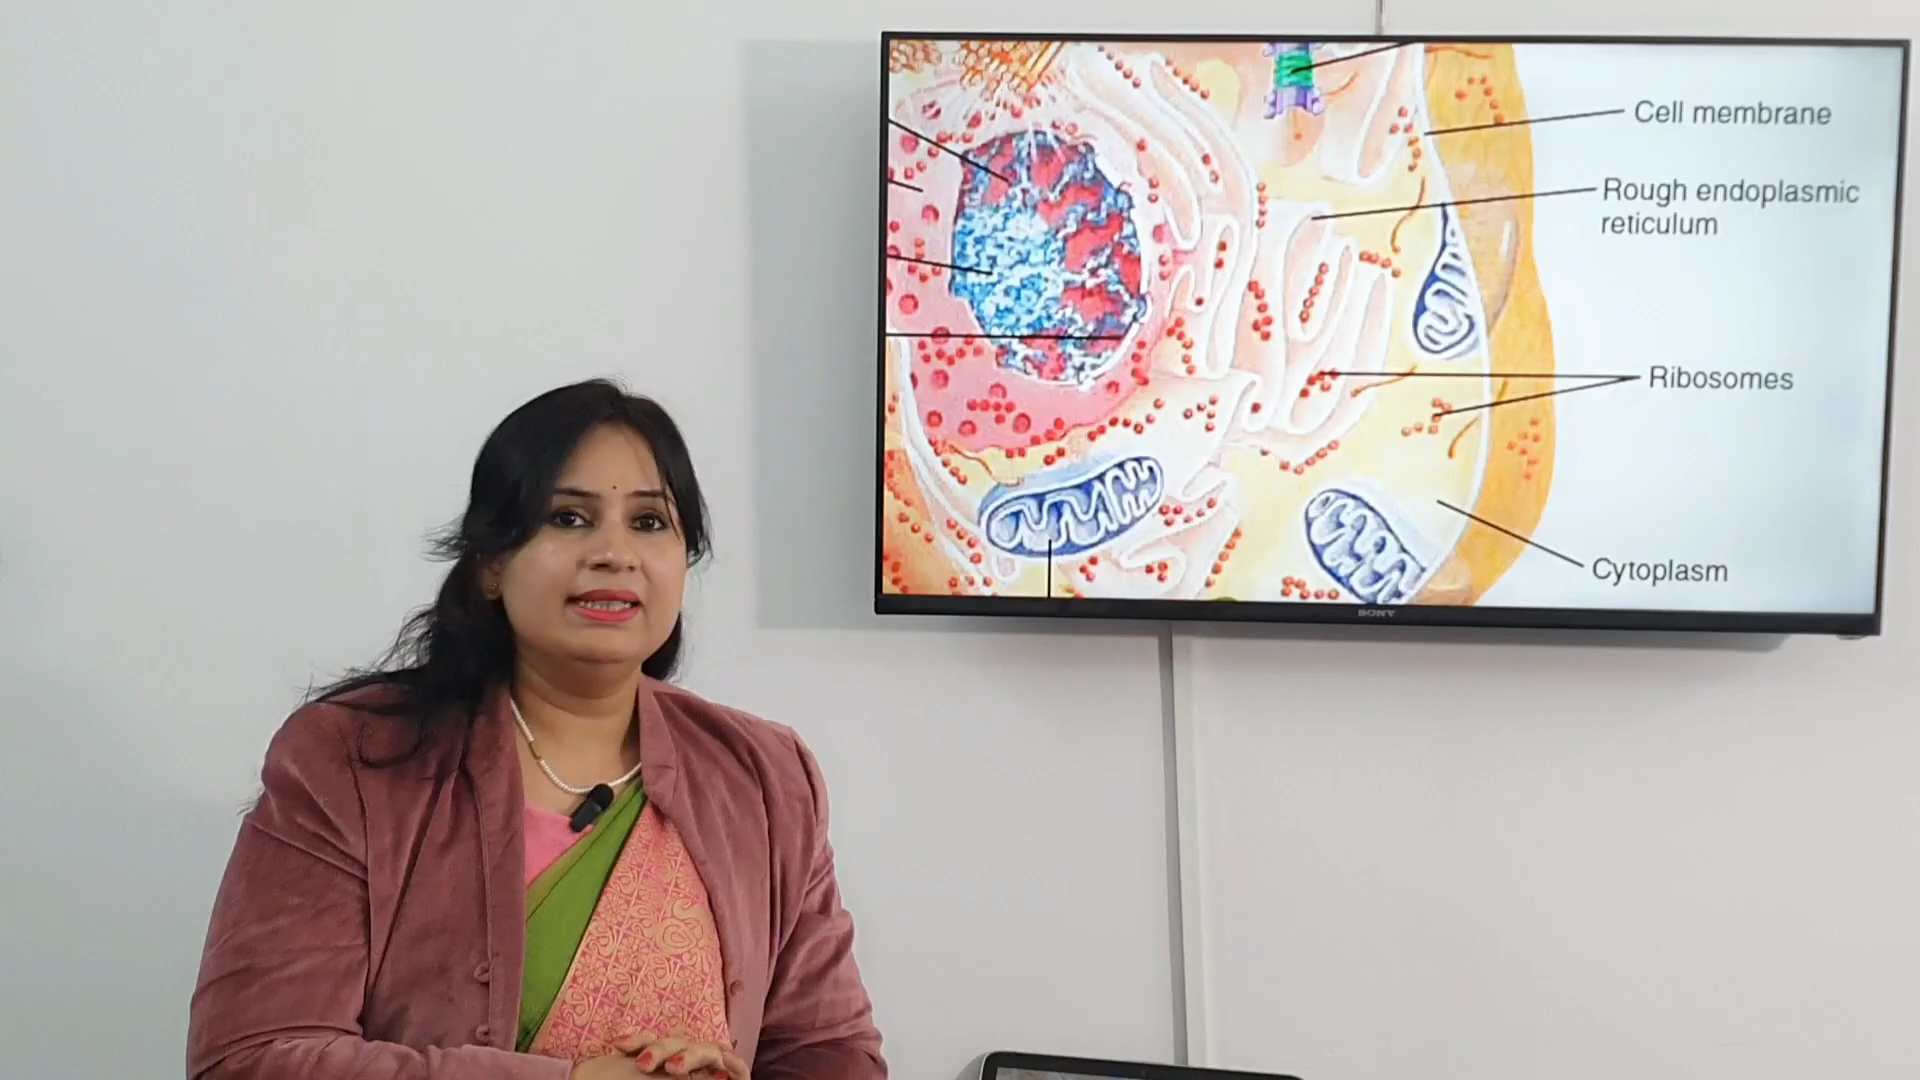 Cell membrane
Rough endoplasmic
reticulum
Ribosomes
Cytoplasm
SONY